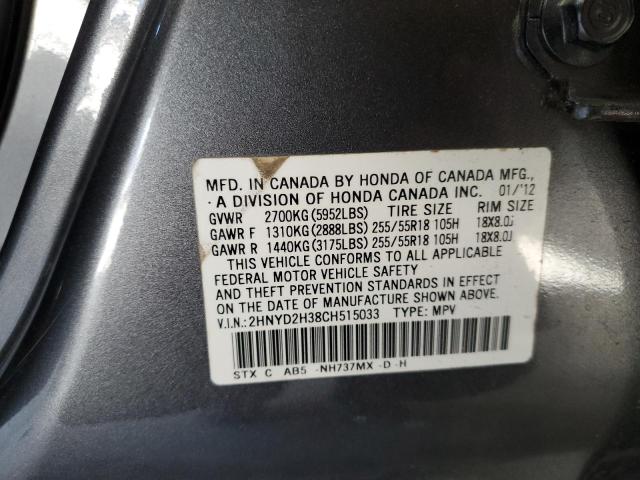 MFD. IN CANADA BY HONDA OF CANADA MFG.,
A DIVISION OF HONDA CANADA INC. 01/'12
GVWR 2700KG (5952LBS) TIRE SIZE RIM SIZE
GAWR F 1310KG (2888LBS) 255/55R18 105H 18X8.0J
GAWR R 1440KG (3175LBS) 255/55R18 105H 18X8.0J
THIS VEHICLE CONFORMS TO ALL APPLICABLE
FEDERAL MOTOR VEHICLE SAFETY
AND THEFT PREVENTION STANDARDS IN EFFECT
ON THE DATE OF MANUFACTURE SHOWN ABOVE.
V.I.N.: 2HNYD2H38CH515033 TYPE: MPV
STX C AB5 -NH737MX -D -H